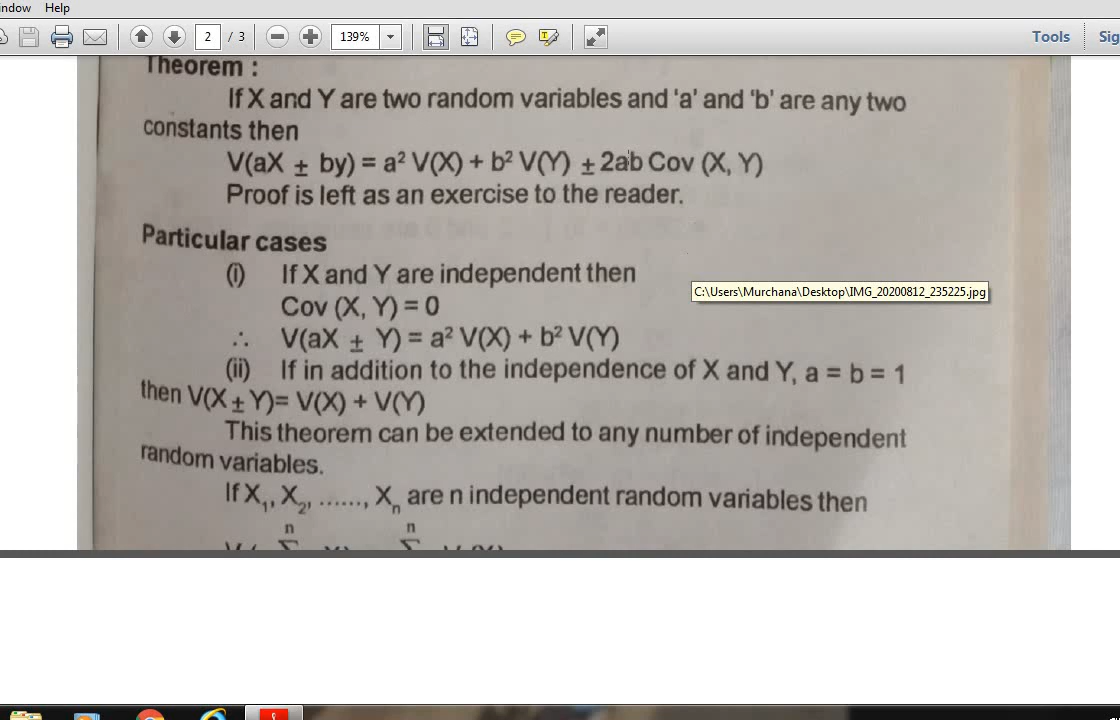 indow Help
2 / 3 139% Tools Sig
Theorem :
If X and Y are two random variables and 'a' and 'b' are any two
constants then
V(aX ± by) = a² V(X) + b² V(Y) ± 2ab Cov (X, Y)
Proof is left as an exercise to the reader.
Particular cases
(i) If X and Y are independent then
C:\Users\Murchana\Desktop\IMG_20200812_235225.jpg
Cov (X, Y) = 0
∴ V(aX ± Y) = a² V(X) + b² V(Y)
(ii) If in addition to the independence of X and Y, a = b = 1
then V(X ± Y)= V(X) + V(Y)
This theorem can be extended to any number of independent
random variables.
If X₁, X₂, ......, Xₙ are n independent random variables then
n n